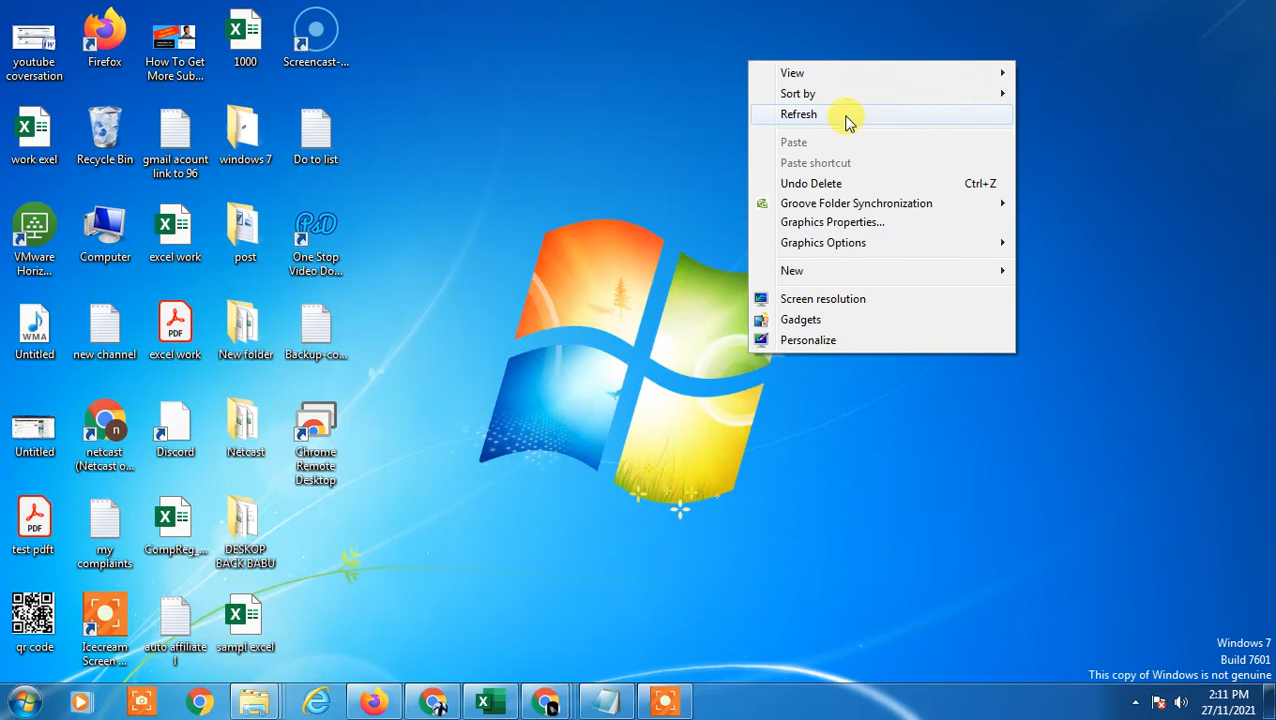 youtube
coversation
Firefox
How To Get
More Sub...
1000
Screencast-...
work exel
Recycle Bin
gmail acount
link to 96
windows 7
Do to list
VMware
Horiz...
Computer
excel work
post
PsD
One Stop
Video Do...
WMA
Untitled
new channel
PDF
excel work
New folder
Backup-co...
Untitled
n
netcast
(Netcast o...
Discord
Netcast
Chrome
Remote
Desktop
PDF
test pdft
my
complaints
CompReg_...
DESKOP
BACK BABU
qr code
Icecream
Screen ...
auto affiliate
l
sampl excel
View
Sort by
Refresh
Paste
Paste shortcut
Undo Delete Ctrl+Z
Groove Folder Synchronization
Graphics Properties...
Graphics Options
New
Screen resolution
Gadgets
Personalize
Windows 7
Build 7601
This copy of Windows is not genuine
2:11 PM
27/11/2021